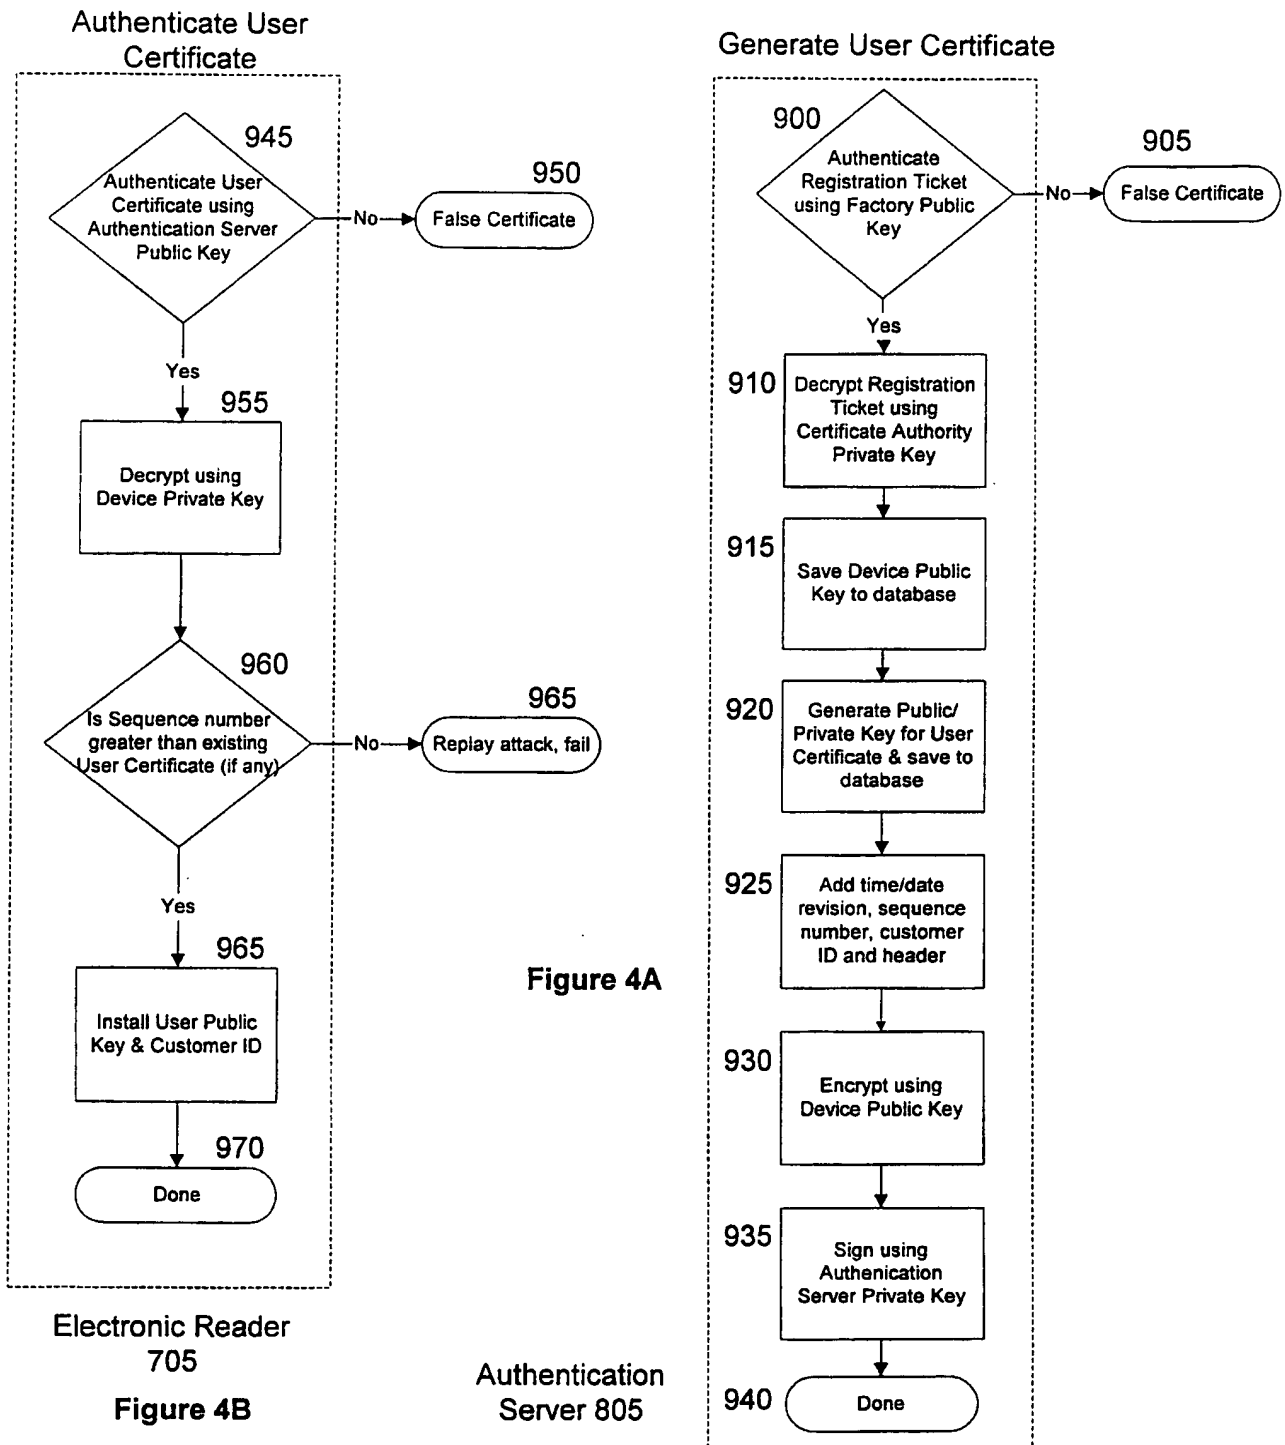 Authenticate User
Certificate
945
Authenticate User
Certificate using
Authentication Server
Public Key
No
950
False Certificate
Yes
955
Decrypt using
Device Private Key
960
Is Sequence number
greater than existing
User Certificate (if any)
No
965
Replay attack, fail
Yes
965
Install User Public
Key & Customer ID
970
Done
Electronic Reader
705
Figure 4B
Generate User Certificate
900
Authenticate
Registration Ticket
using Factory Public
Key
No
905
False Certificate
Yes
910
Decrypt Registration
Ticket using
Certificate Authority
Private Key
915
Save Device Public
Key to database
920
Generate Public/
Private Key for User
Certificate & save to
database
925
Add time/date
revision, sequence
number, customer
ID and header
Figure 4A
930
Encrypt using
Device Public Key
935
Sign using
Authenication
Server Private Key
940
Done
Authentication
Server 805